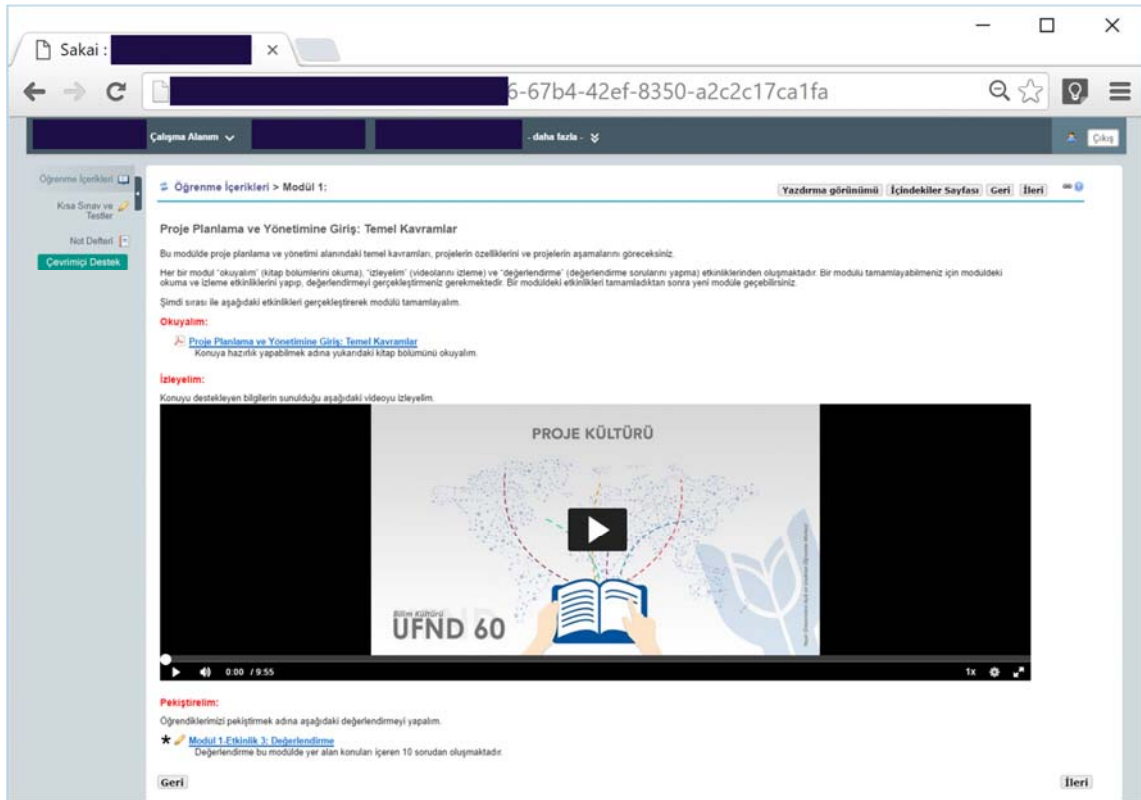 Sakai :
6-67b4-42ef-8350-a2c2c17ca1fa
Çalışma Alanım
- daha fazla -
Çıkış
Öğrenme İçerikleri
Kısa Sınav ve
Testler
Not Defteri
Çevrimiçi Destek
Öğrenme İçerikleri > Modül 1:
Yazdırma görünümü İçindekiler Sayfası Geri İleri
Proje Planlama ve Yönetimine Giriş: Temel Kavramlar
Bu modülde proje planlama ve yönetimi alanındaki temel kavramları, projelerin özelliklerini ve projelerin aşamalarını göreceksiniz.
Her bir modül "okuyalım" (kitap bölümlerini okuma), "izleyelim" (videolarını izleme) ve "değerlendirme" (değerlendirme sorularını yapma) etkinliklerinden oluşmaktadır. Bir modülü tamamlayabilmeniz için modüldeki
okuma ve izleme etkinliklerini yapıp, değerlendirmeyi gerçekleştirmeniz gerekmektedir. Bir modüldeki etkinlikleri tamamladıktan sonra yeni modüle geçebilirsiniz.
Şimdi sırası ile aşağıdaki etkinlikleri gerçekleştirerek modülü tamamlayalım.
Okuyalım:
Proje Planlama ve Yönetimine Giriş: Temel Kavramlar
Konuya hazırlık yapabilmek adına yukarıdaki kitap bölümünü okuyalım.
İzleyelim:
Konuyu destekleyen bilgilerin sunulduğu aşağıdaki videoyu izleyelim.
PROJE KÜLTÜRÜ
Bilim Kültürü
UFND 60
0:00 / 9:55
1x
Pekiştirelim:
Öğrendiklerimizi pekiştirmek adına aşağıdaki değerlendirmeyi yapalım.
* Modül 1-Etkinlik 3: Değerlendirme
Değerlendirme bu modülde yer alan konuları içeren 10 sorudan oluşmaktadır.
Geri
İleri